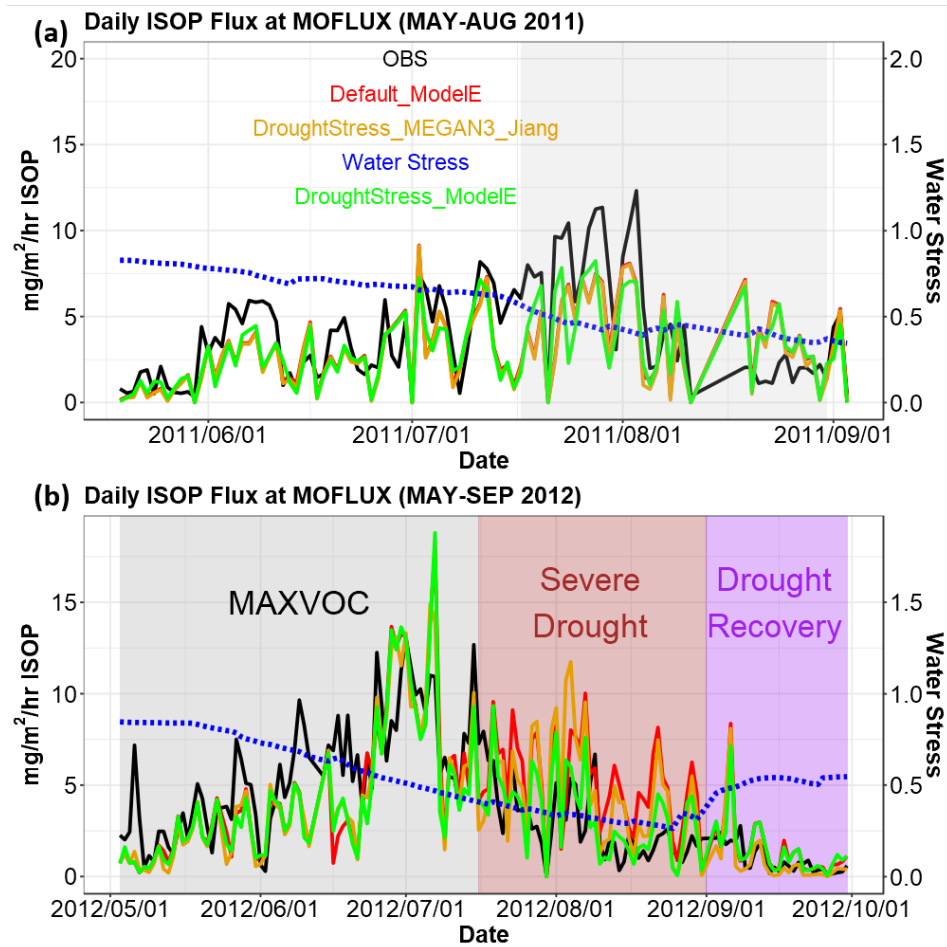 (a) Daily ISOP Flux at MOFLUX (MAY-AUG 2011)
OBS
Default_ModelE
DroughtStress_MEGAN3_Jiang
Water Stress
DroughtStress_ModelE
mg/m²/hr ISOP
20
15
10
5
0
Water Stress
2.0
1.5
1.0
0.5
0.0
2011/06/01 2011/07/01 2011/08/01 2011/09/01
Date
(b) Daily ISOP Flux at MOFLUX (MAY-SEP 2012)
MAXVOC
Severe
Drought
Drought
Recovery
mg/m²/hr ISOP
15
10
5
0
Water Stress
1.5
1.0
0.5
0.0
2012/05/01 2012/06/01 2012/07/01 2012/08/01 2012/09/01 2012/10/01
Date